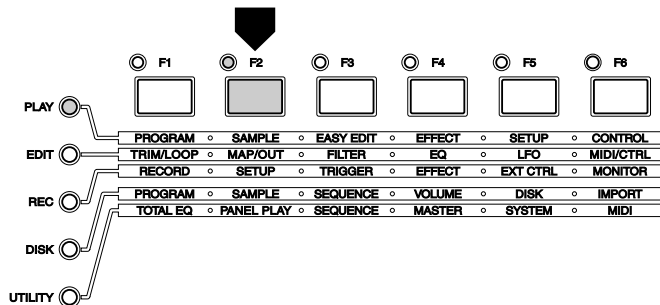 F1 F2 F3 F4 F5 F6
PLAY
PROGRAM SAMPLE EASY EDIT EFFECT SETUP CONTROL
EDIT
TRIM/LOOP MAP/OUT FILTER EQ LFO MIDI/CTRL
RECORD SETUP TRIGGER EFFECT EXT CTRL MONITOR
REC
PROGRAM SAMPLE SEQUENCE VOLUME DISK IMPORT
TOTAL EQ PANEL PLAY SEQUENCE MASTER SYSTEM MIDI
DISK
UTILITY